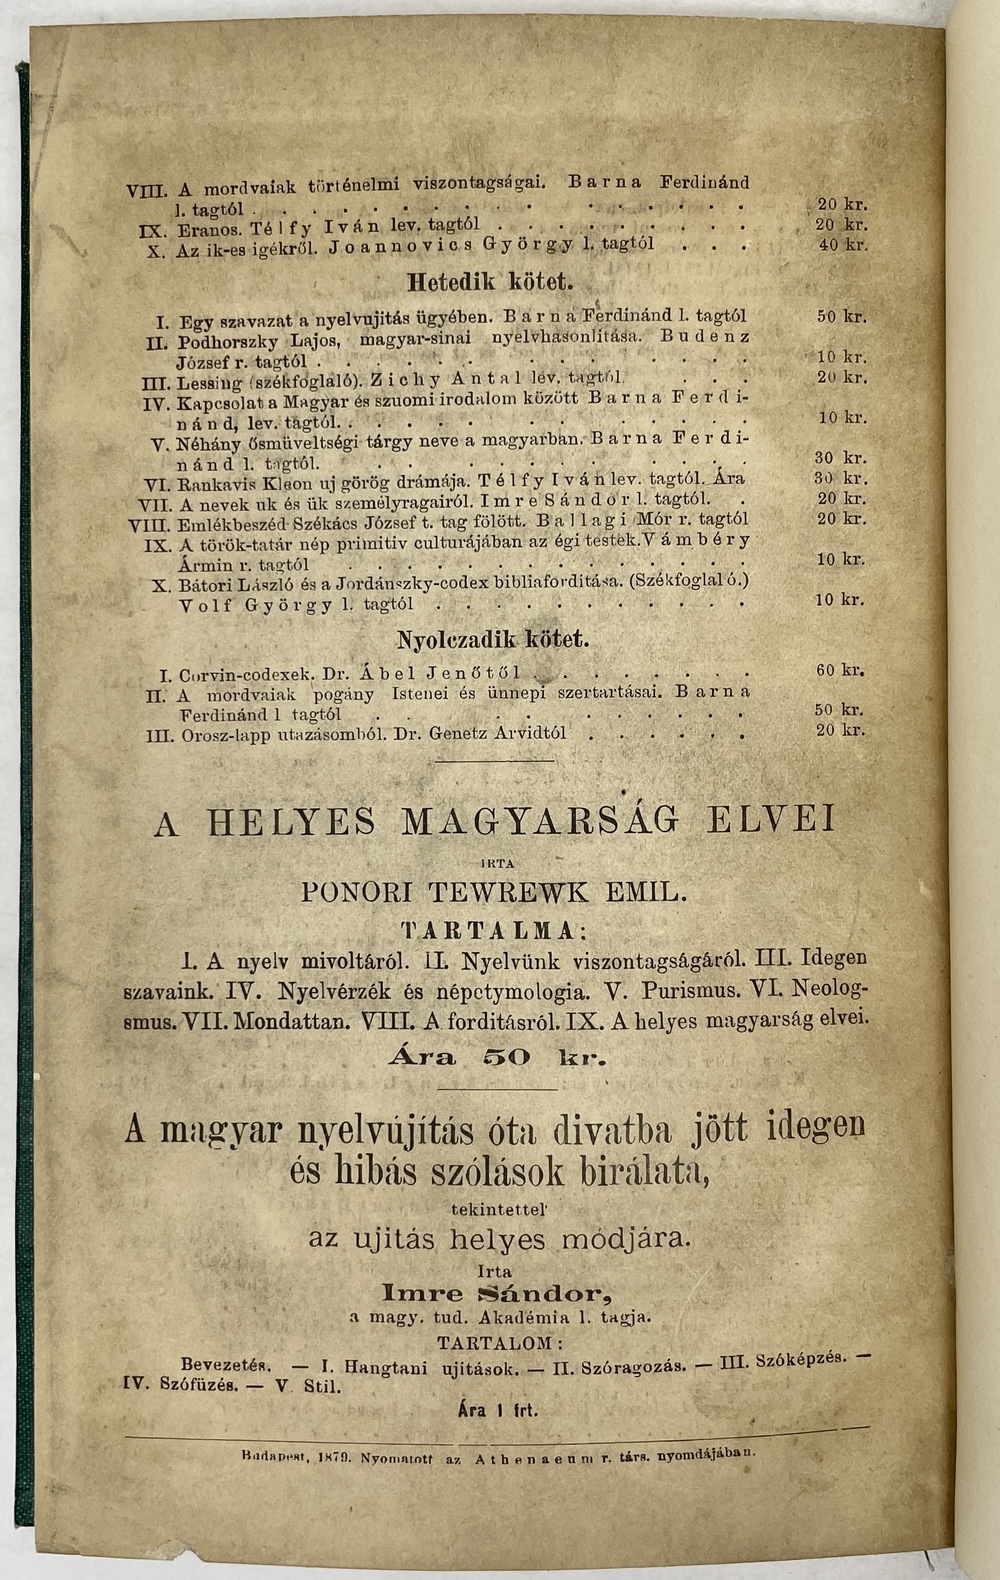 VIII. A mordvaiak történelmi viszontagságai. Barna Ferdinánd
l. tagtól . . . . . . . . . . . . . . . 20 kr.
IX. Eranos. Télfy Iván lev. tagtól . . . . . . . . . 20 kr.
X. Az ik-es igékről. Joannovics György l. tagtól . . . 40 kr.
Hetedik kötet.
I. Egy szavazat a nyelvujitás ügyében. Barna Ferdinánd l. tagtól 50 kr.
II. Podhorszky Lajos, magyar-sinai nyelvhasonlítása. Budenz
József r. tagtól . . . . . . . . . . . . 10 kr.
III. Lessing (székfoglaló). Zichy Antal lev. tagtól. . . . 20 kr.
IV. Kapcsolat a Magyar és szuomi irodalom között Barna Ferdi-
nánd, lev. tagtól. . . . . . . . . . . . . 10 kr.
V. Néhány ősmüveltségi tárgy neve a magyarban. Barna Ferdi-
nánd l. tagtól. . . . . . . . . . . . . 30 kr.
VI. Rankavis Kleon uj görög drámája. Télfy Iván lev. tagtól. Ára 30 kr.
VII. A nevek uk és ük személyragairól. Imre Sándor l. tagtól. . 20 kr.
VIII. Emlékbeszéd Székács József t. tag fölött. Ballagi Mór r. tagtól 20 kr.
IX. A török-tatár nép primitiv culturájában az égi testek. Vámbéry
Ármin r. tagtól . . . . . . . . . . . . . 10 kr.
X. Bátori László és a Jordánszky-codex bibliaforditása. (Székfoglaló.)
Volf György l. tagtól . . . . . . . . . . . 10 kr.
Nyolczadik kötet.
I. Corvin-codexek. Dr. Ábel Jenőtől . . . . . . . . 60 kr.
II. A mordvaiak pogány Istenei és ünnepi szertartásai. Barna
Ferdinánd l tagtól . . . . . . . . . . 50 kr.
III. Orosz-lapp utazásomból. Dr. Genetz Arvidtól . . . . . . 20 kr.
A HELYES MAGYARSÁG ELVEI
IRTA
PONORI TEWREWK EMIL.
TARTALMA:
I. A nyelv mivoltáról. II. Nyelvünk viszontagságáról. III. Idegen
szavaink. IV. Nyelvérzék és népetymologia. V. Purismus. VI. Neolog-
smus. VII. Mondattan. VIII. A forditásról. IX. A helyes magyarság elvei.
Ára 50 kr.
A magyar nyelvújítás óta divatba jött idegen
és hibás szólások birálata,
tekintettel
az ujitás helyes módjára.
Irta
Imre Sándor,
a magy. tud. Akadémia l. tagja.
TARTALOM:
Bevezetés. — I. Hangtani ujitások. — II. Szóragozás. — III. Szóképzés. —
IV. Szófüzés. — V. Stil.
Ára 1 frt.
Budapest, 1879. Nyomatott az Athenaeum r. társ. nyomdájában.